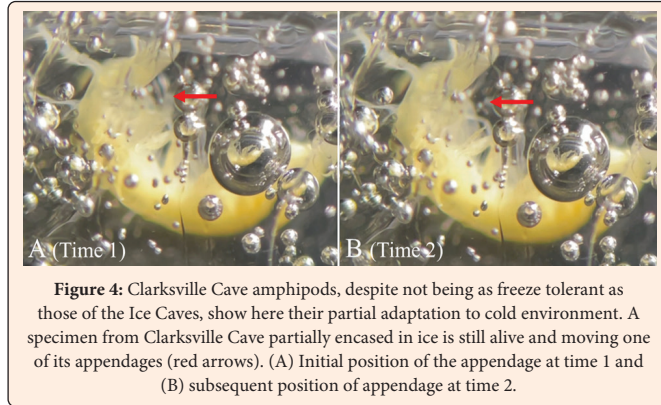 A (Time 1)
B (Time 2)
Figure 4: Clarksville Cave amphipods, despite not being as freeze tolerant as
those of the Ice Caves, show here their partial adaptation to cold environment. A
specimen from Clarksville Cave partially encased in ice is still alive and moving one
of its appendages (red arrows). (A) Initial position of the appendage at time 1 and
(B) subsequent position of appendage at time 2.